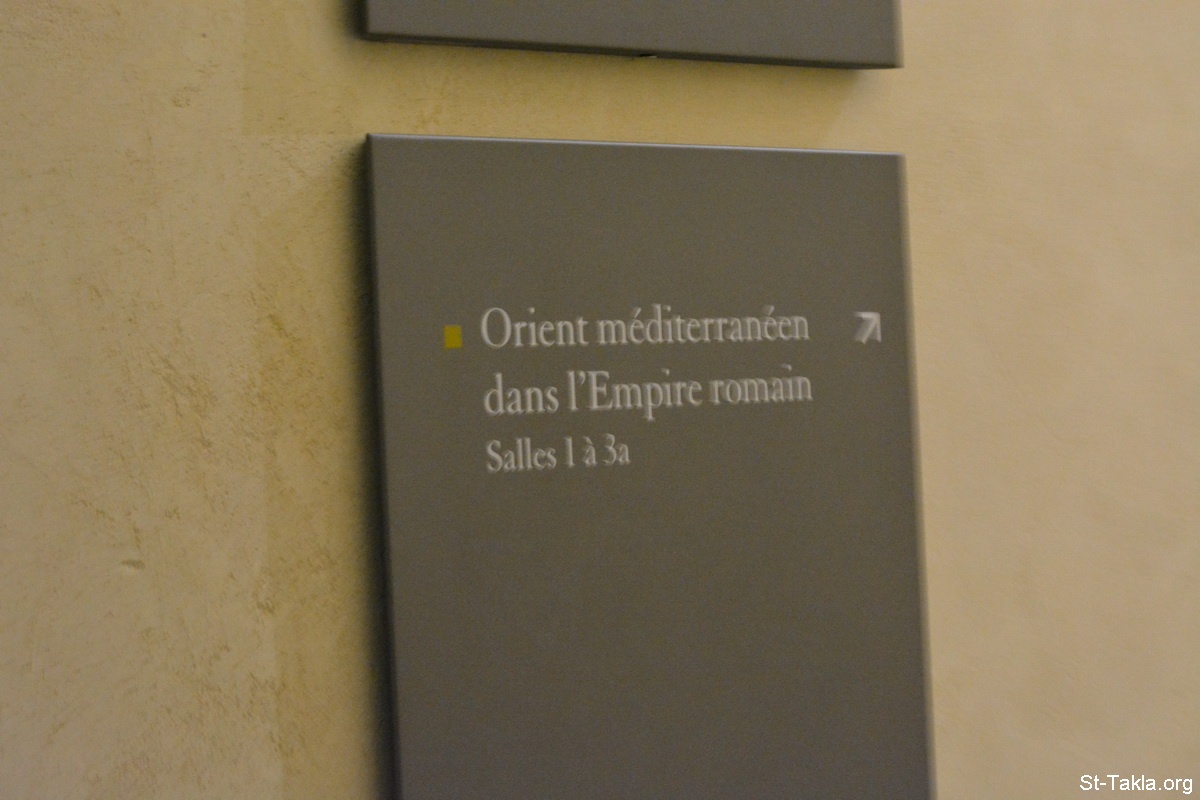 Orient méditerranéen
dans l'Empire romain
Salles 1 à 3a
St-Takla.org